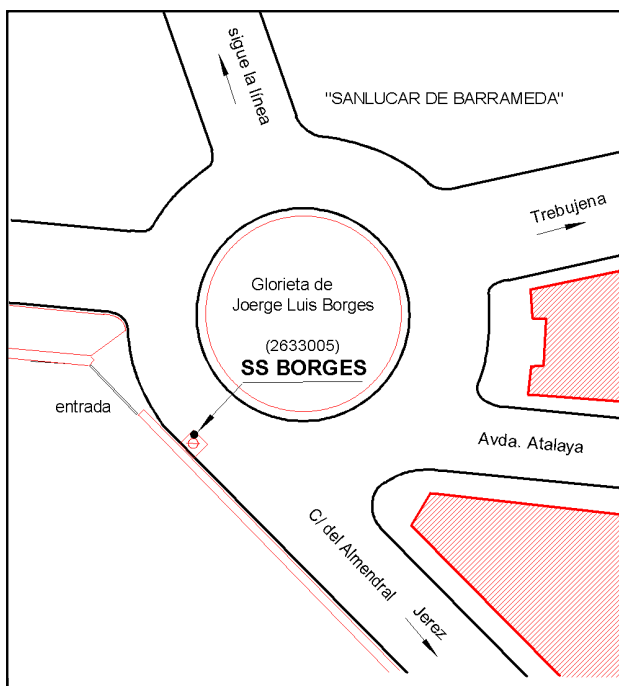 sigue la línea
"SANLUCAR DE BARRAMEDA"
Trebujena
Glorieta de
Joerge Luis Borges
(2633005)
SS BORGES
entrada
Avda. Atalaya
C/ del Almendral
Jerez